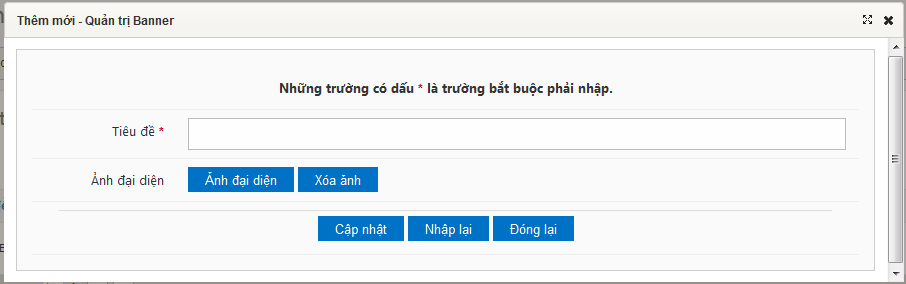 Thêm mới - Quản trị Banner
Những trường có dấu * là trường bắt buộc phải nhập.
Tiêu đề *
Ảnh đại diện Ảnh đại diện Xóa ảnh
Cập nhật Nhập lại Đóng lại